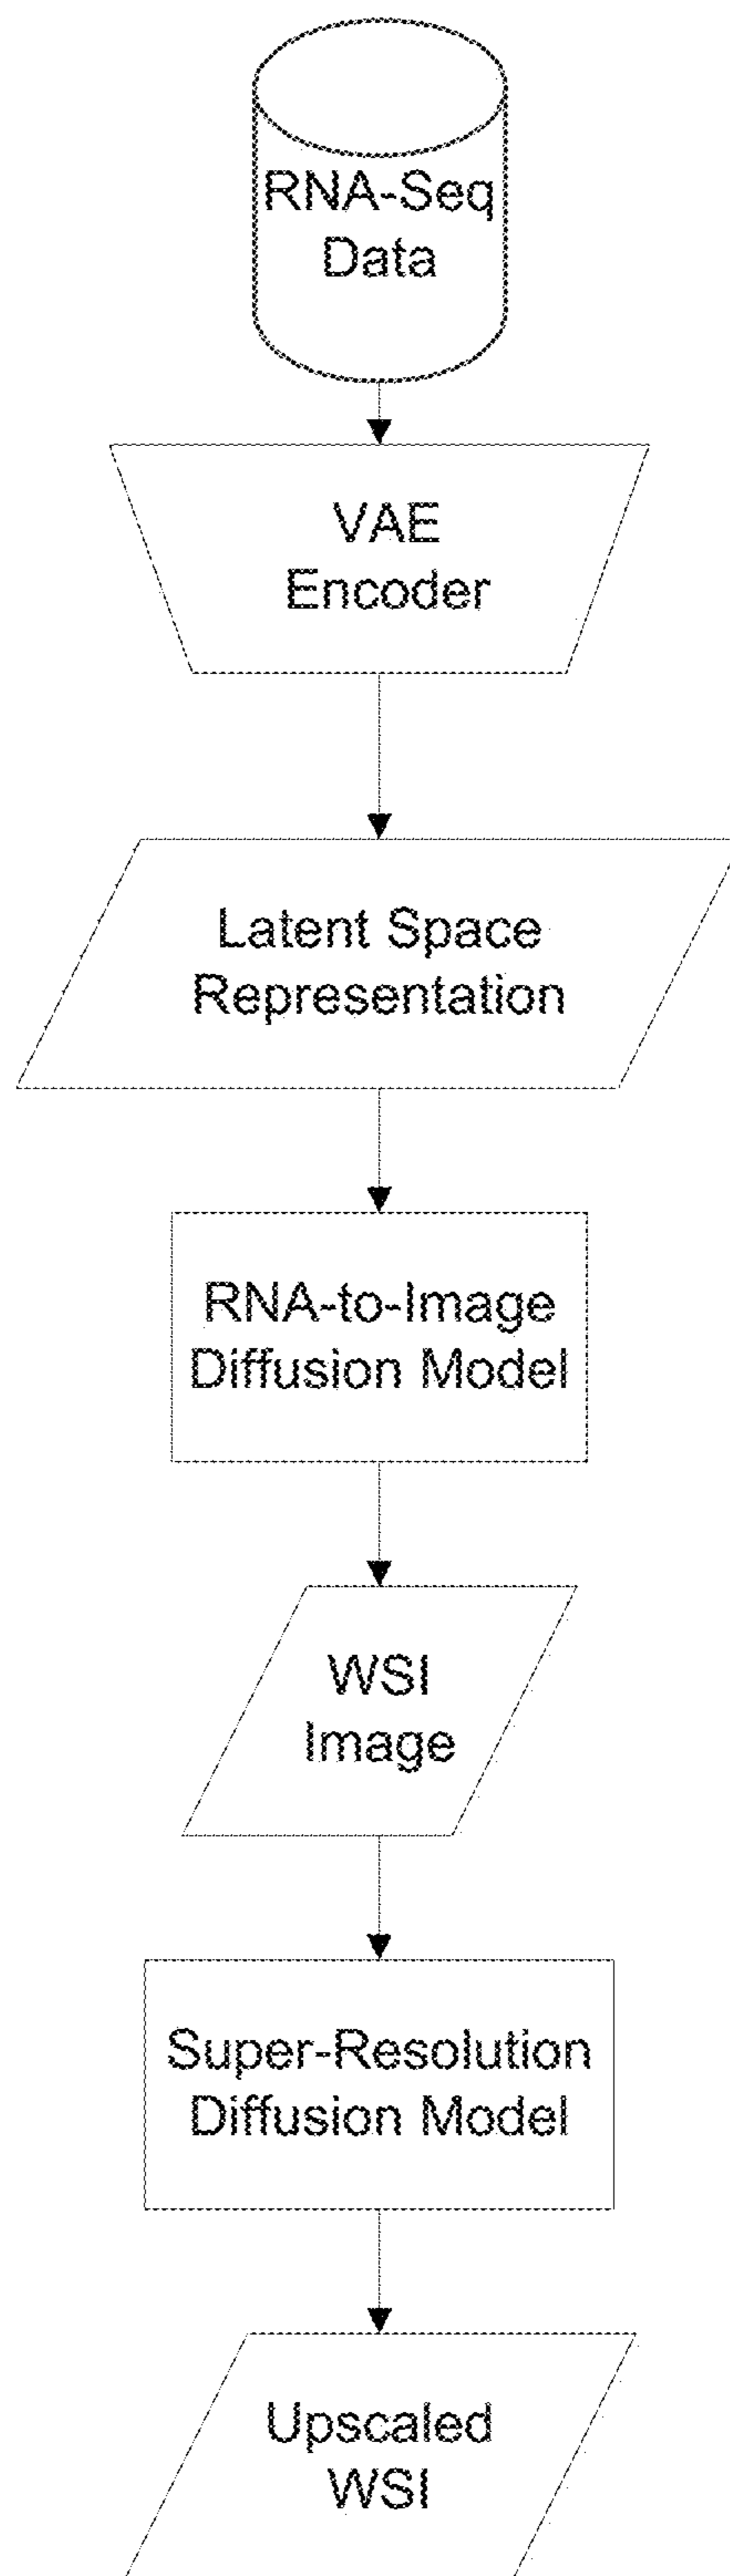 RNA-Seq
Data
VAE
Encoder
Latent Space
Representation
RNA-to-Image
Diffusion Model
WSI
Image
Super-Resolution
Diffusion Model
Upscaled
WSI